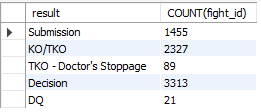 result COUNT(fight_id)
Submission 1455
KO/TKO 2327
TKO - Doctor's Stoppage 89
Decision 3313
DQ 21